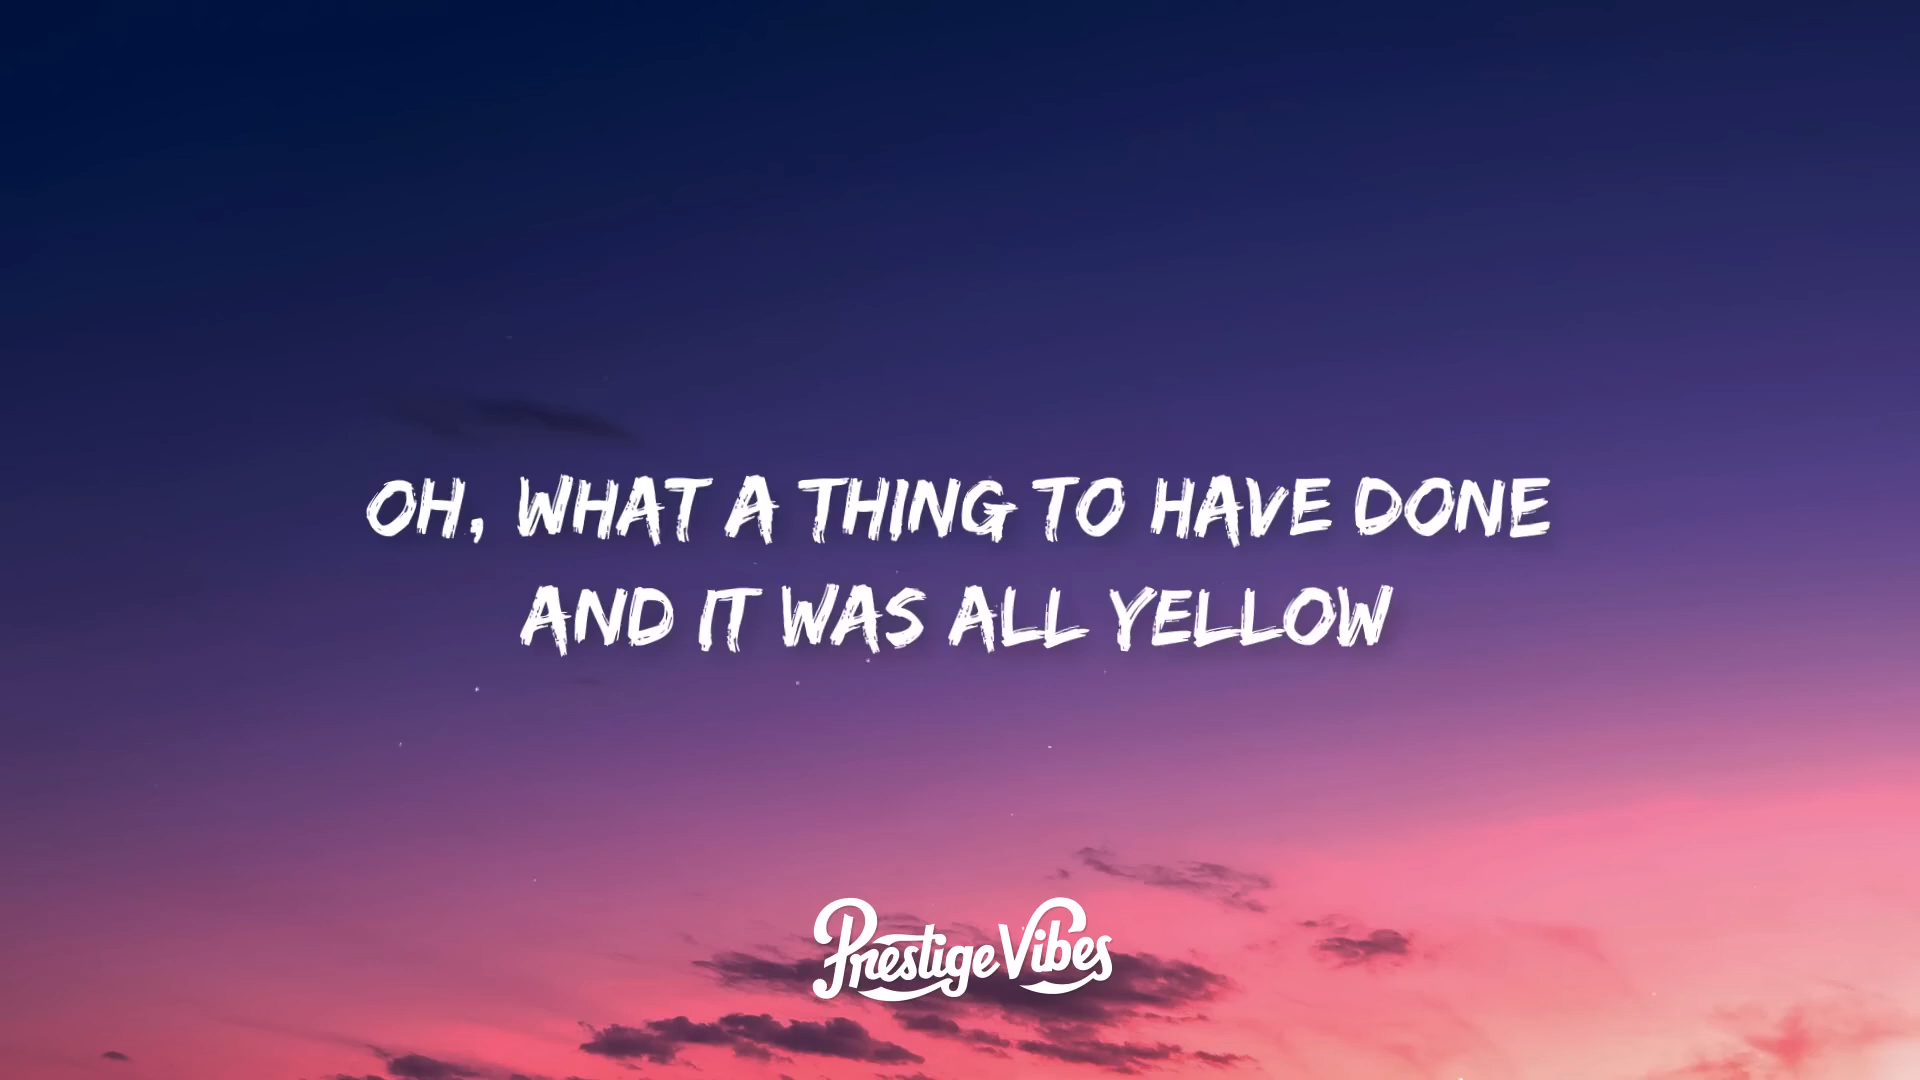 OH, WHAT A THING TO HAVE DONE
AND IT WAS ALL YELLOW
Prestige Vibes